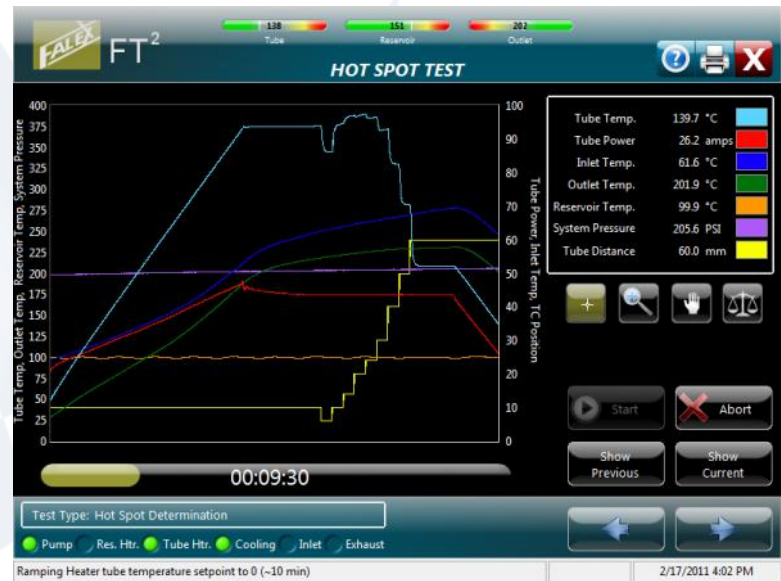 138 151 202
Tube Reservoir Outlet
FALEX FT2
HOT SPOT TEST
Tube Temp, Outlet Temp, Reservoir Temp, System Pressure
400
375
350
325
300
275
250
225
200
175
150
125
100
75
50
25
0
100
90
80
70
60
50
40
30
20
10
0
Tube Power, Inlet Temp, TC Position
Tube Temp. 139.7 °C
Tube Power 26.2 amps
Inlet Temp. 61.6 °C
Outlet Temp. 201.9 °C
Reservoir Temp. 99.9 °C
System Pressure 205.6 PSI
Tube Distance 60.0 mm
Start
Abort
Show
Previous
Show
Current
00:09:30
Test Type: Hot Spot Determination
Pump Res. Htr. Tube Htr. Cooling Inlet Exhaust
Ramping Heater tube temperature setpoint to 0 (~10 min)
2/17/2011 4:02 PM